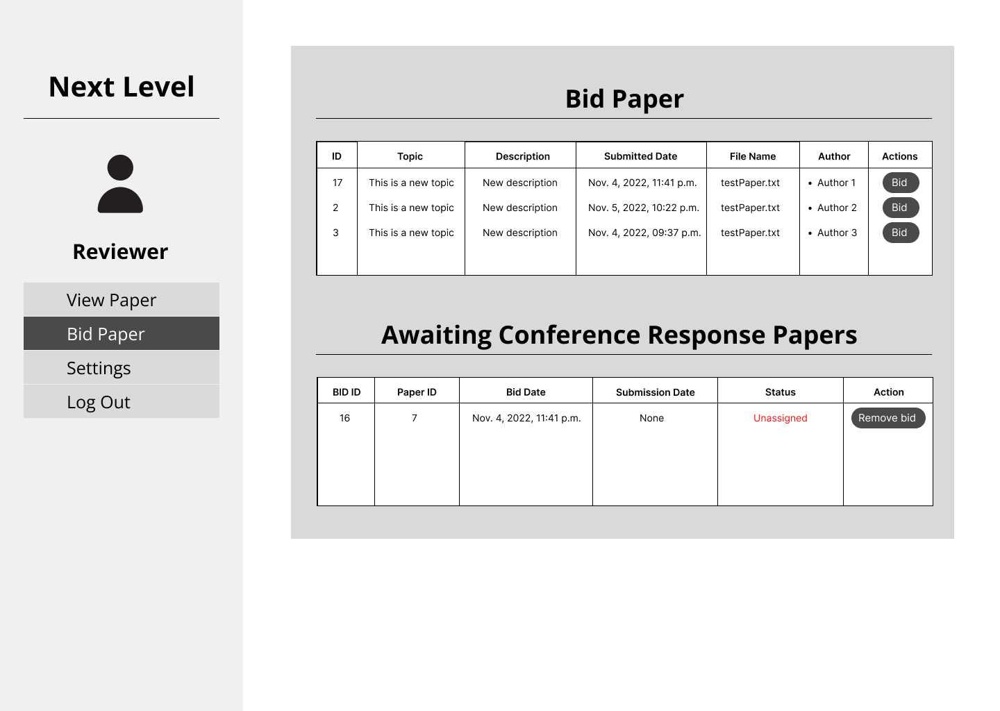 Next Level
Reviewer
View Paper
Bid Paper
Settings
Log Out
Bid Paper
ID Topic Description Submitted Date File Name Author Actions
17 This is a new topic New description Nov. 4, 2022, 11:41 p.m. testPaper.txt • Author 1 Bid
2 This is a new topic New description Nov. 5, 2022, 10:22 p.m. testPaper.txt • Author 2 Bid
3 This is a new topic New description Nov. 4, 2022, 09:37 p.m. testPaper.txt • Author 3 Bid
Awaiting Conference Response Papers
BID ID Paper ID Bid Date Submission Date Status Action
16 7 Nov. 4, 2022, 11:41 p.m. None Unassigned Remove bid